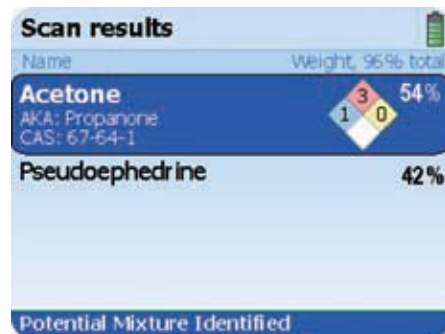 Scan results
Name Weight, 96% total
Acetone 54%
AKA: Propanone
CAS: 67-64-1
3
1 0
Pseudoephedrine 42%
Potential Mixture Identified